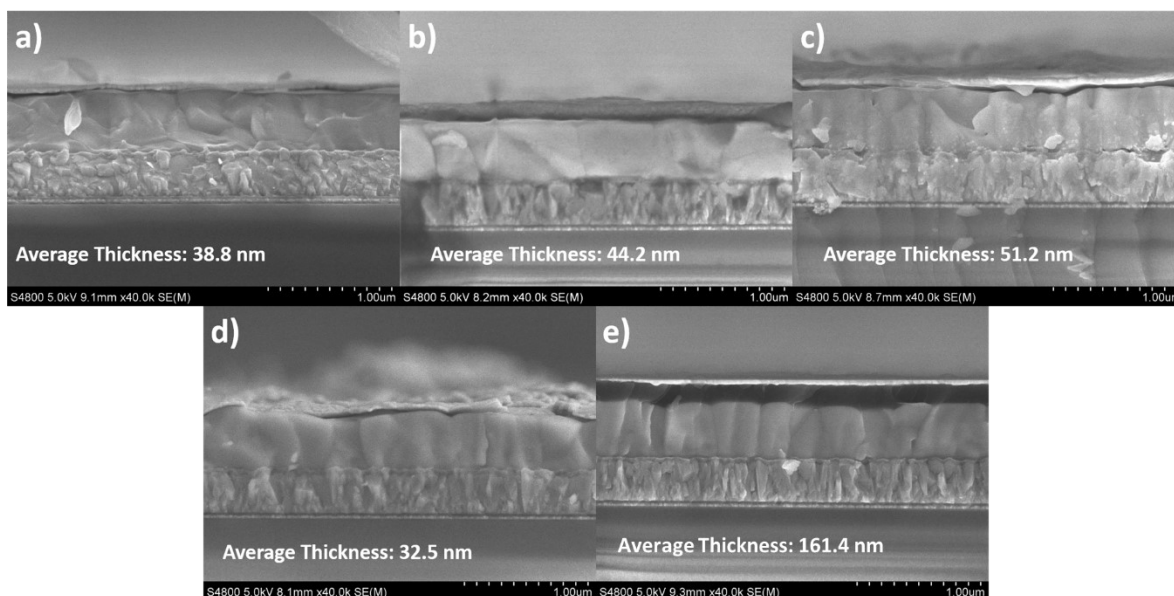 a)
Average Thickness: 38.8 nm
S4800 5.0kV 9.1mm x40.0k SE(M)
1.00um
b)
Average Thickness: 44.2 nm
S4800 5.0kV 8.2mm x40.0k SE(M)
1.00um
c)
Average Thickness: 51.2 nm
S4800 5.0kV 8.7mm x40.0k SE(M)
1.00um
d)
Average Thickness: 32.5 nm
S4800 5.0kV 8.1mm x40.0k SE(M)
1.00um
e)
Average Thickness: 161.4 nm
S4800 5.0kV 9.3mm x40.0k SE(M)
1.00um